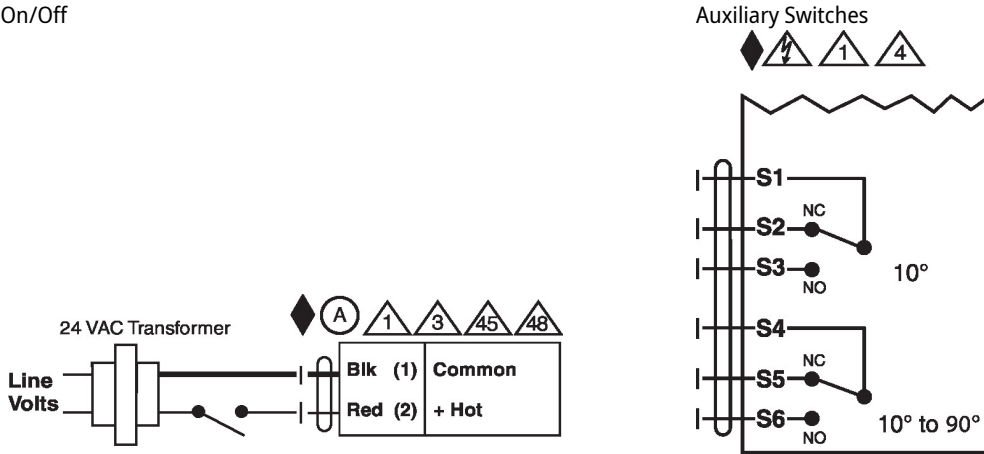 On/Off
24 VAC Transformer
A 1 3 45 48
Line
Volts
Blk (1) Common
Red (2) + Hot
Auxiliary Switches
1 4
S1
NC
S2
S3
NO
10°
S4
NC
S5
S6
NO
10° to 90°